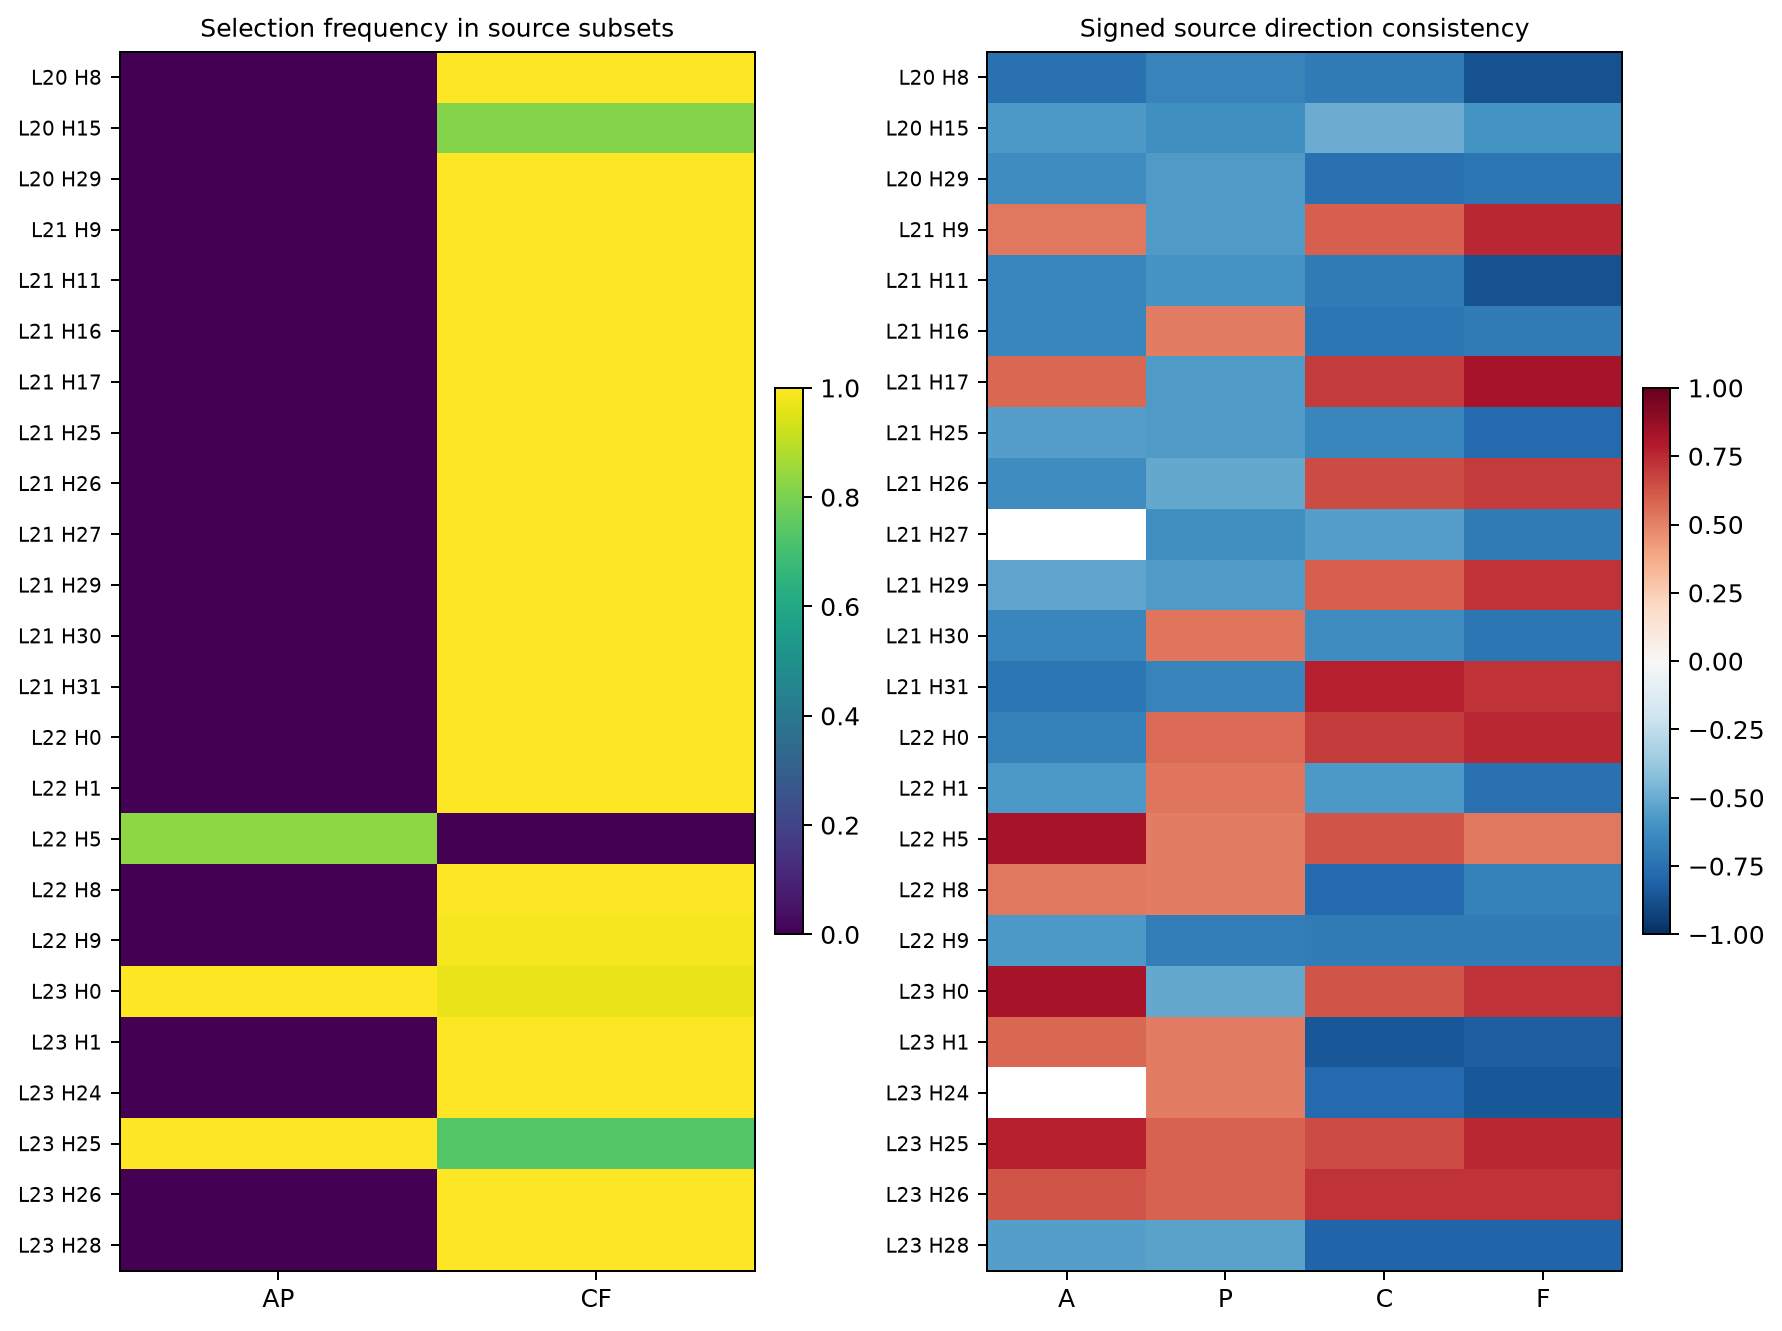 Selection frequency in source subsets
L20 H8
L20 H15
L20 H29
L21 H9
L21 H11
L21 H16
L21 H17
L21 H25
L21 H26
L21 H27
L21 H29
L21 H30
L21 H31
L22 H0
L22 H1
L22 H5
L22 H8
L22 H9
L23 H0
L23 H1
L23 H24
L23 H25
L23 H26
L23 H28
AP CF
1.0
0.8
0.6
0.4
0.2
0.0
Signed source direction consistency
L20 H8
L20 H15
L20 H29
L21 H9
L21 H11
L21 H16
L21 H17
L21 H25
L21 H26
L21 H27
L21 H29
L21 H30
L21 H31
L22 H0
L22 H1
L22 H5
L22 H8
L22 H9
L23 H0
L23 H1
L23 H24
L23 H25
L23 H26
L23 H28
A P C F
1.00
0.75
0.50
0.25
0.00
−0.25
−0.50
−0.75
−1.00